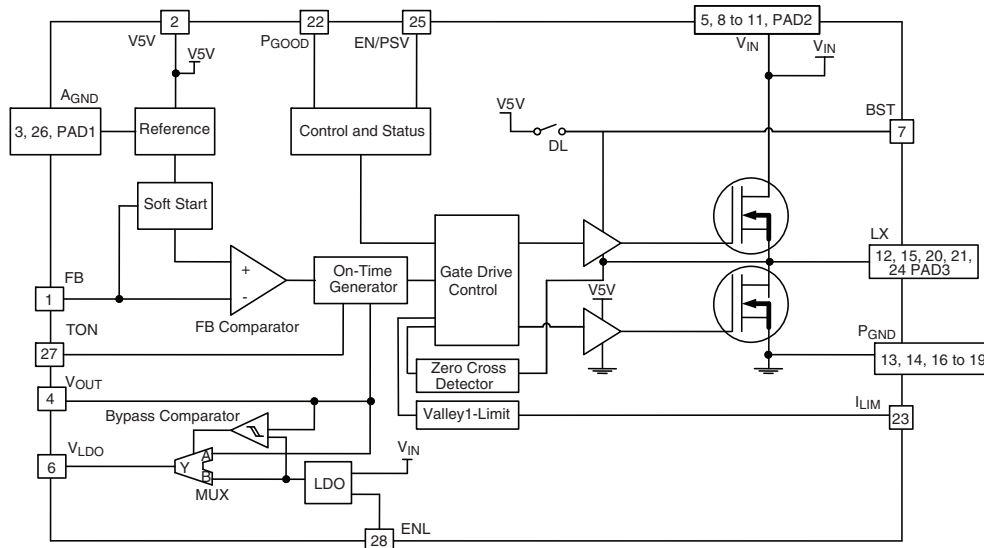 2
22
25
5, 8 to 11, PAD2
V5V
V5V
PGOOD
EN/PSV
VIN
VIN
AGND
3, 26, PAD1
Reference
Control and Status
V5V
DL
BST
7
Soft Start
FB
1
+
-
FB Comparator
On-Time
Generator
Gate Drive
Control
LX
12, 15, 20, 21,
24 PAD3
V5V
TON
27
PGND
13, 14, 16 to 19
Zero Cross
Detector
VOUT
4
Bypass Comparator
Valley1-Limit
ILIM
23
VLDO
6
Y
A
B
MUX
LDO
VIN
ENL
28